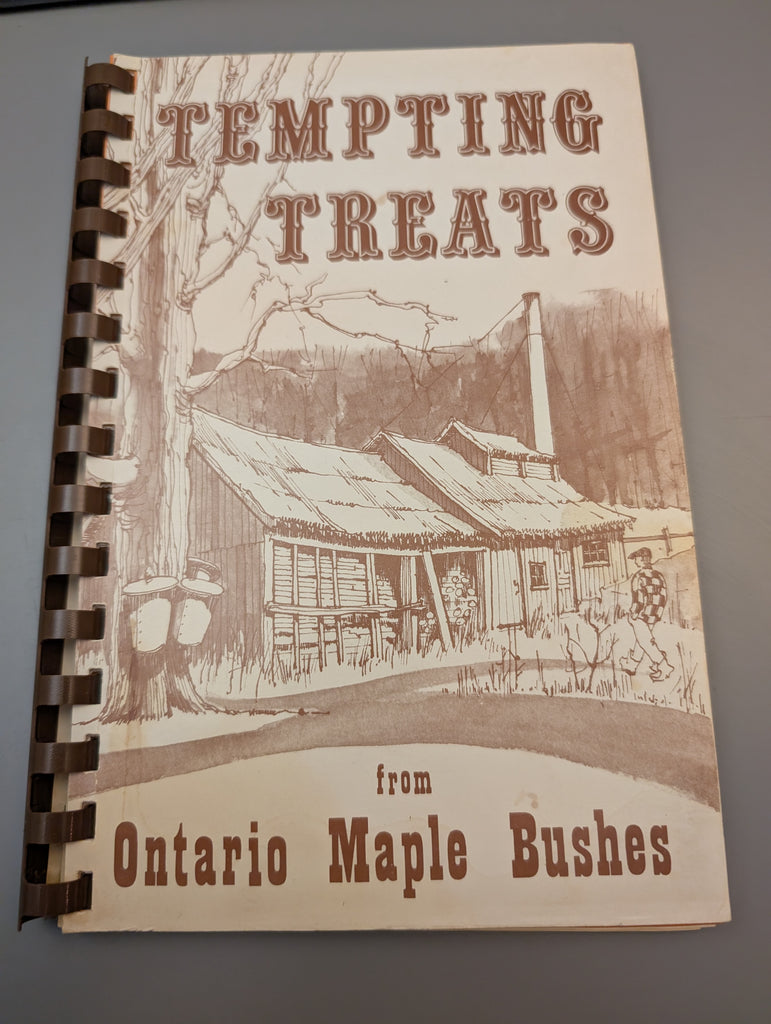 TEMPTING
TREATS
from
Ontario Maple Bushes